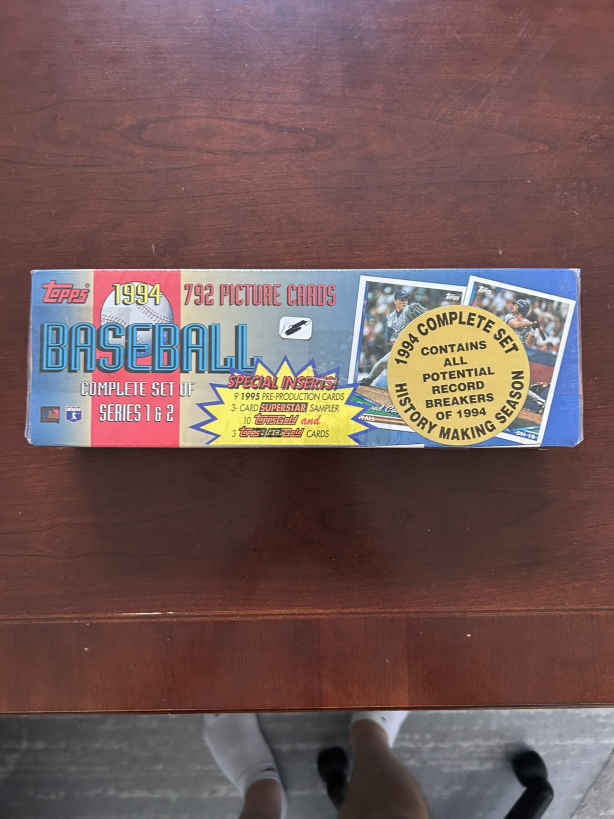 Topps 1994 792 PICTURE CARDS
BASEBALL
COMPLETE SET OF
SERIES 1 & 2
SPECIAL INSERTS!
9 1995 PRE-PRODUCTION CARDS
3-CARD SUPERSTAR SAMPLER
10 Topps Gold and
3 Topps Gold CARDS
Topps
Topps
1994 COMPLETE SET
CONTAINS
ALL
POTENTIAL
RECORD
BREAKERS
OF 1994
HISTORY MAKING SEASON